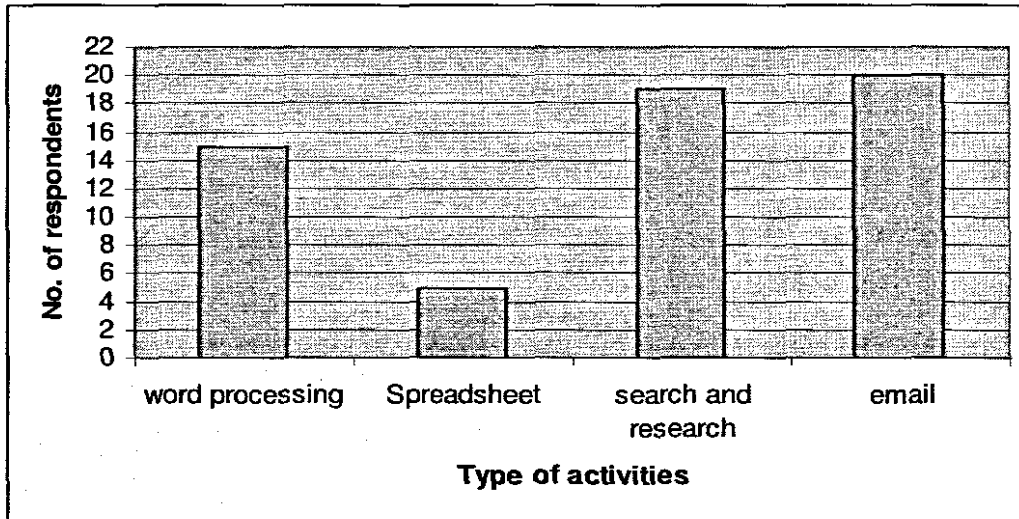 22
20
18
16
14
12
10
8
6
4
2
0
No. of respondents
word processing
Spreadsheet
search and
research
email
Type of activities